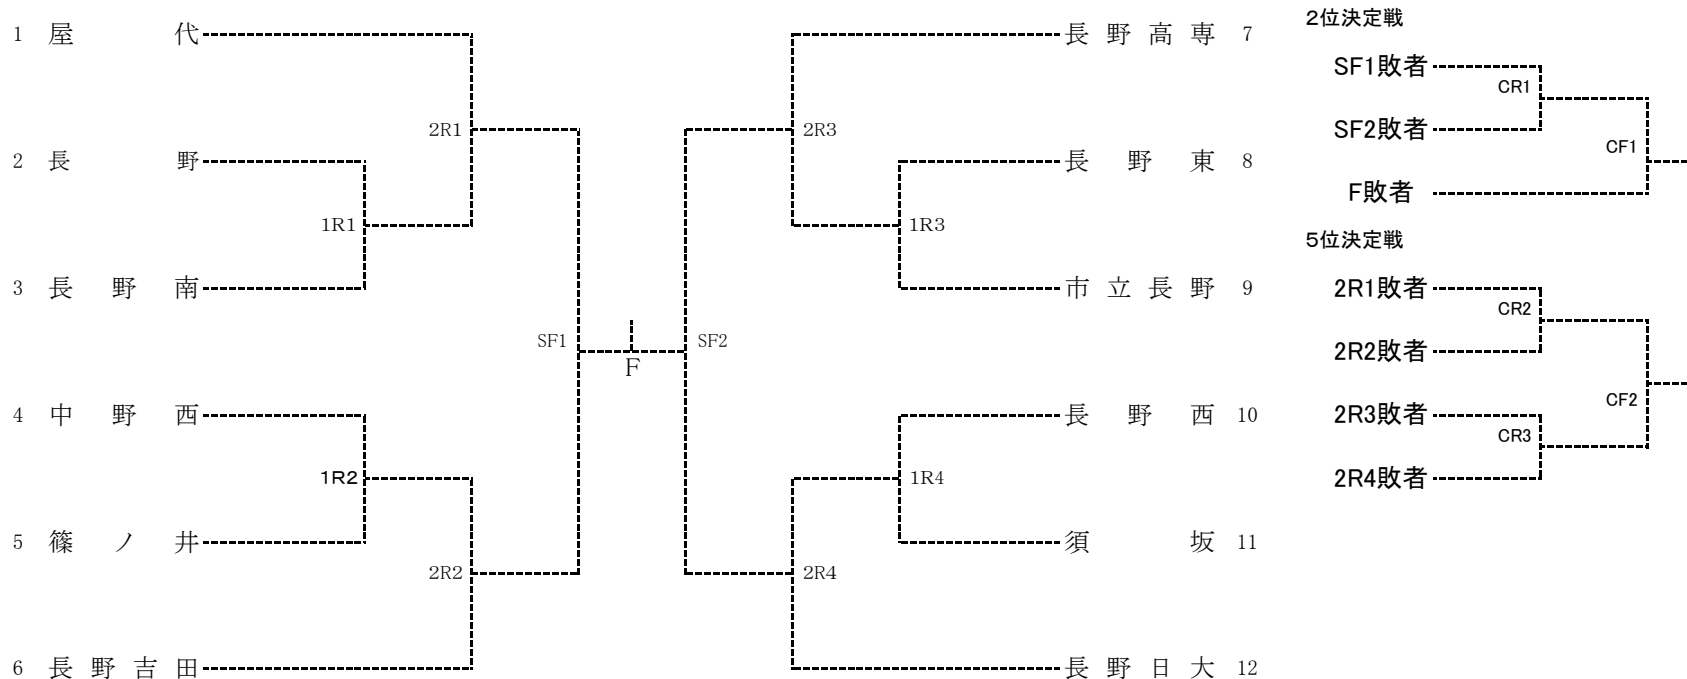 1 屋代
長野高専 7
2位決定戦
SF1敗者
CR1
2R1
2R3
SF2敗者
CF1
2 長野
長野東 8
F敗者
1R1
1R3
5位決定戦
3 長野南
市立長野 9
2R1敗者
CR2
SF1
SF2
F
2R2敗者
CF2
4 中野西
長野西 10
2R3敗者
CR3
1R2
1R4
2R4敗者
5 篠ノ井
須坂 11
2R2
2R4
6 長野吉田
長野日大 12